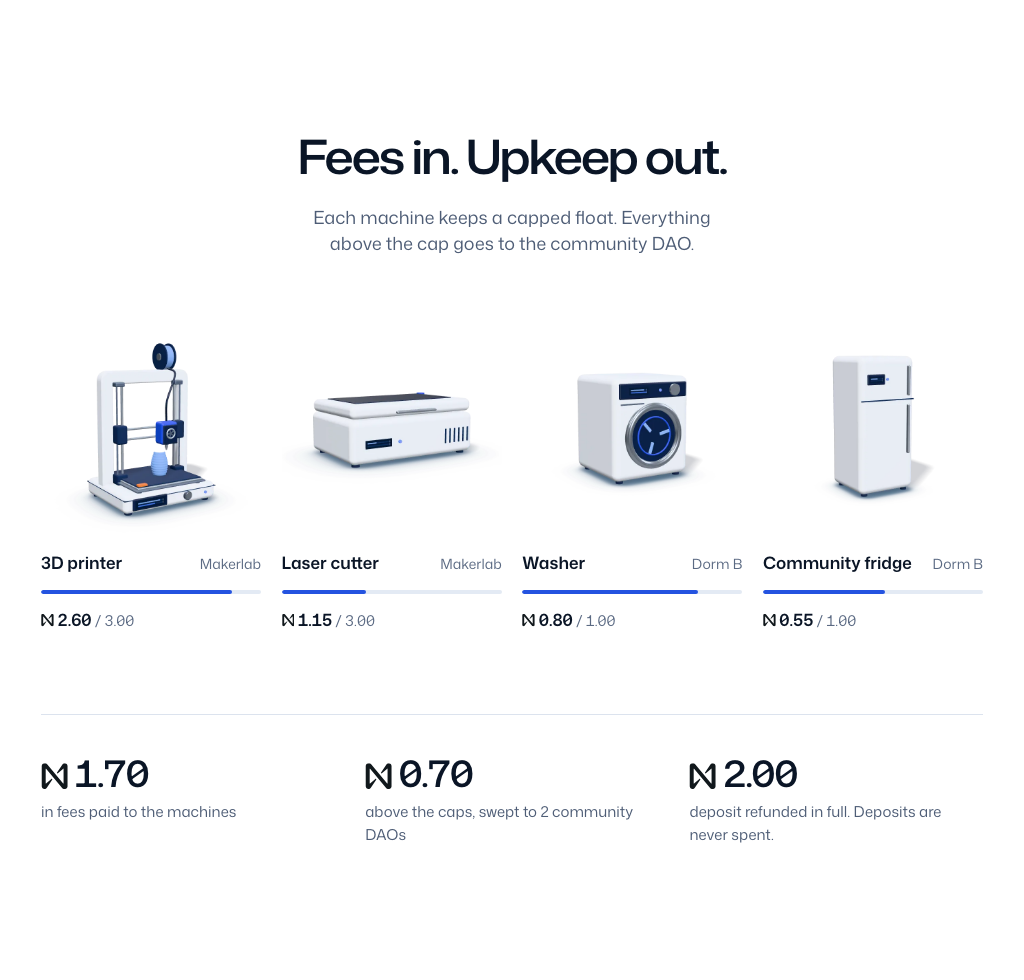 Fees in. Upkeep out.
Each machine keeps a capped float. Everything
above the cap goes to the community DAO.
3D printer Makerlab
2.60 / 3.00
Laser cutter Makerlab
1.15 / 3.00
Washer Dorm B
0.80 / 1.00
Community fridge Dorm B
0.55 / 1.00
1.70
in fees paid to the machines
0.70
above the caps, swept to 2 community
DAOs
2.00
deposit refunded in full. Deposits are
never spent.